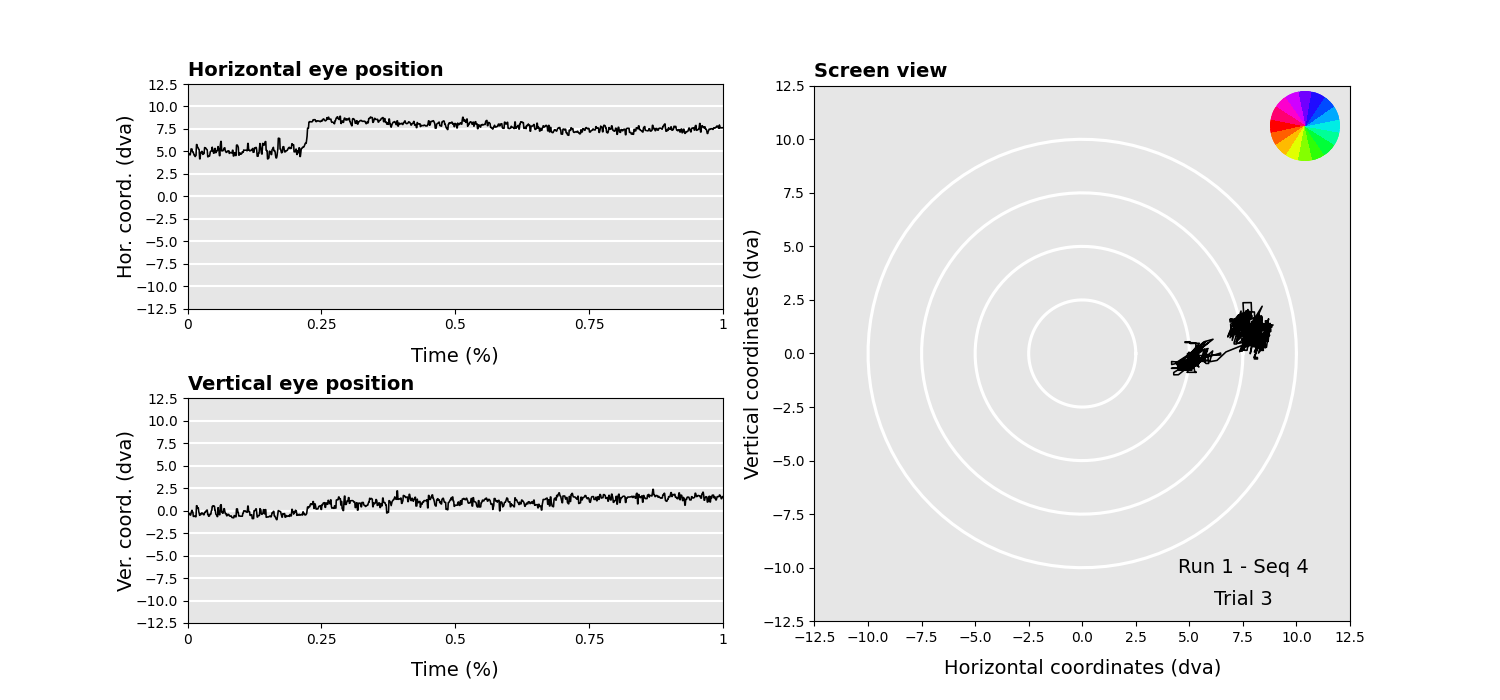 Horizontal eye position
12.5
10.0
7.5
5.0
2.5
0.0
−2.5
−5.0
−7.5
−10.0
−12.5
Hor. coord. (dva)
0 0.25 0.5 0.75 1
Time (%)
Vertical eye position
12.5
10.0
7.5
5.0
2.5
0.0
−2.5
−5.0
−7.5
−10.0
−12.5
Ver. coord. (dva)
0 0.25 0.5 0.75 1
Time (%)
Screen view
12.5
10.0
7.5
5.0
2.5
0.0
−2.5
−5.0
−7.5
−10.0
−12.5
Vertical coordinates (dva)
Run 1 - Seq 4
Trial 3
−12.5 −10.0 −7.5 −5.0 −2.5 0.0 2.5 5.0 7.5 10.0 12.5
Horizontal coordinates (dva)